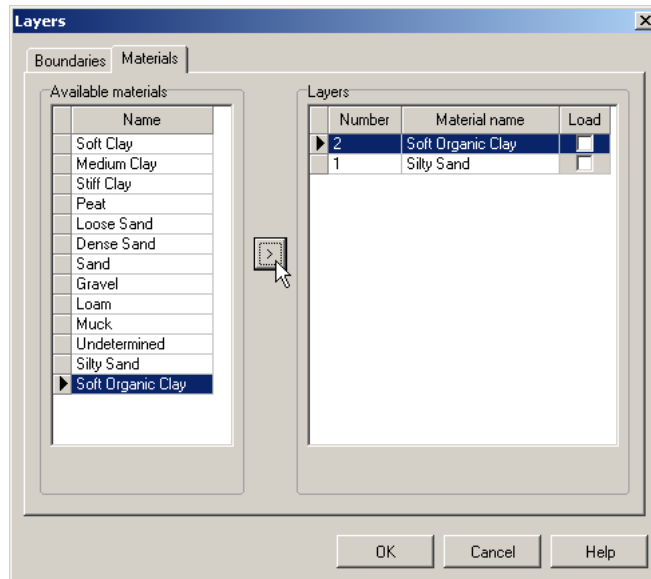 Layers
Boundaries Materials
Available materials
Name
Soft Clay
Medium Clay
Stiff Clay
Peat
Loose Sand
Dense Sand
Sand
Gravel
Loam
Muck
Undetermined
Silty Sand
Soft Organic Clay
>
Layers
Number Material name Load
2 Soft Organic Clay
1 Silty Sand
OK Cancel Help